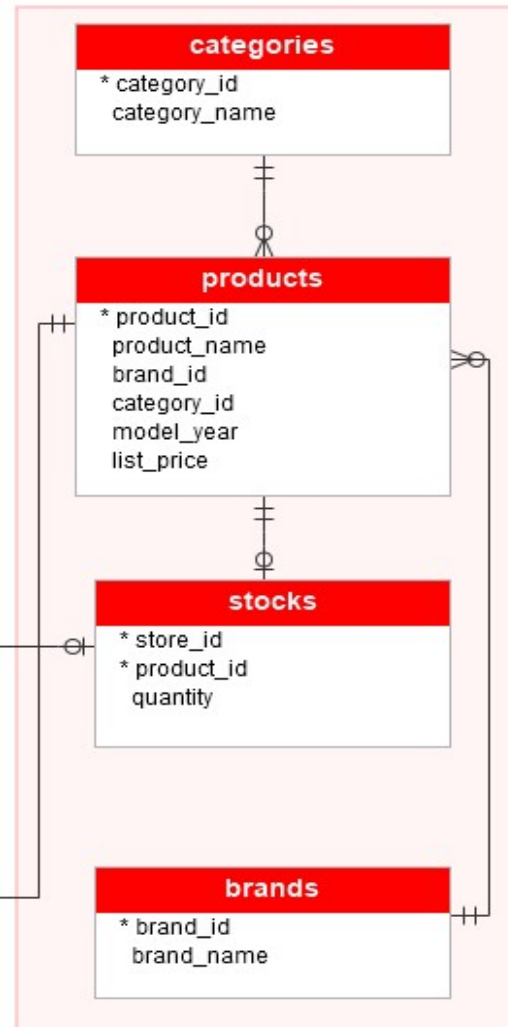 categories
* category_id
category_name
products
* product_id
product_name
brand_id
category_id
model_year
list_price
stocks
* store_id
* product_id
quantity
brands
* brand_id
brand_name